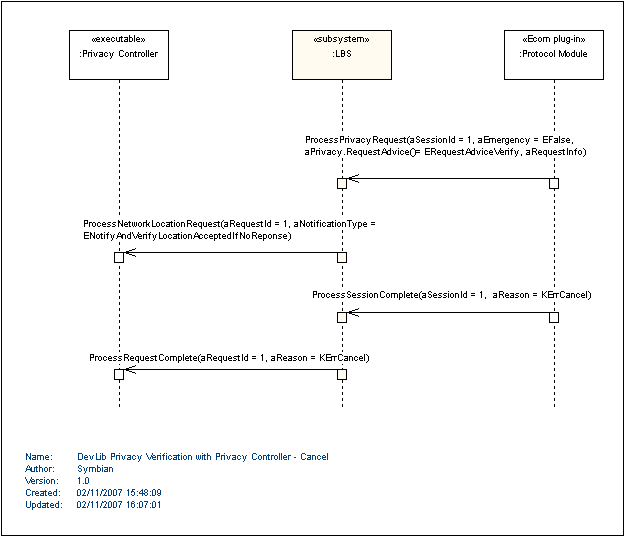 «executable»
:Privacy Controller
«subsystem»
:LBS
«Ecom plug-in»
:Protocol Module
ProcessPrivacyRequest(aSessionId = 1, aEmergency = EFalse,
aPrivacy.RequestAdvice()= ERequestAdviceVerify, aRequestInfo)
ProcessNetworkLocationRequest(aRequestId = 1, aNotificationType =
ENotifyAndVerifyLocationAcceptedIfNoReponse)
ProcessSessionComplete(aSessionId = 1, aReason = KErrCancel)
ProcessRequestComplete(aRequestId = 1, aReason = KErrCancel)
Name: DevLib Privacy Verification with Privacy Controller - Cancel
Author: Symbian
Version: 1.0
Created: 02/11/2007 15:48:09
Updated: 02/11/2007 16:07:01